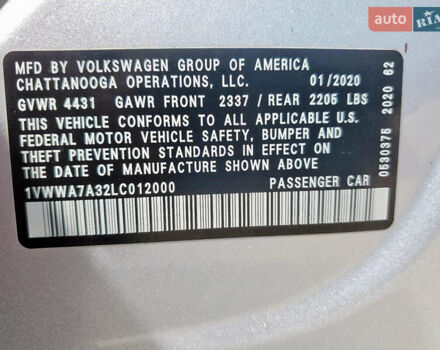 auto RIA
MFD BY VOLKSWAGEN GROUP OF AMERICA
CHATTANOOGA OPERATIONS, LLC. 01/2020
GVWR 4431 GAWR FRONT 2337 / REAR 2205 LBS
THIS VEHICLE CONFORMS TO ALL APPLICABLE U.S.
FEDERAL MOTOR VEHICLE SAFETY, BUMPER AND
THEFT PREVENTION STANDARDS IN EFFECT ON
THE DATE OF MANUFACTURE SHOWN ABOVE.
1VWWA7A32LC012000 PASSENGER CAR
0530376 2020 62